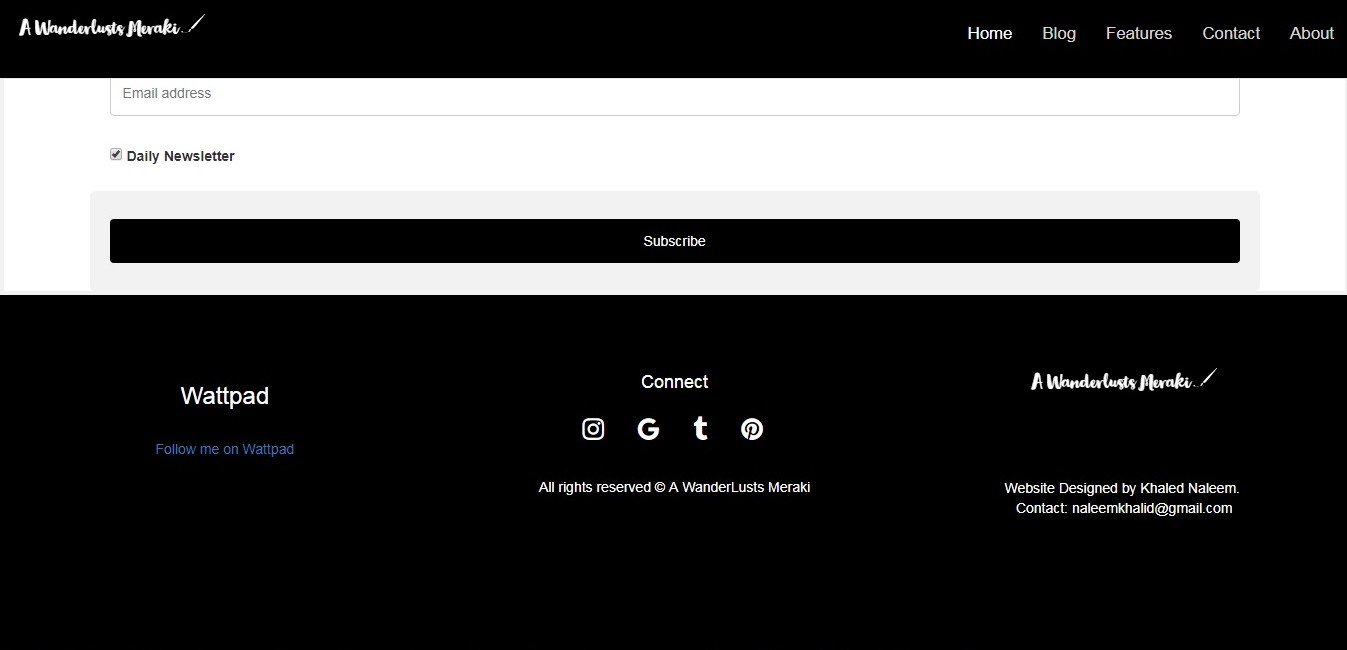 A Wanderlusts Meraki
Home Blog Features Contact About
Email address
Daily Newsletter
Subscribe
Wattpad
Follow me on Wattpad
Connect
All rights reserved © A WanderLusts Meraki
A Wanderlusts Meraki
Website Designed by Khaled Naleem.
Contact: naleemkhalid@gmail.com